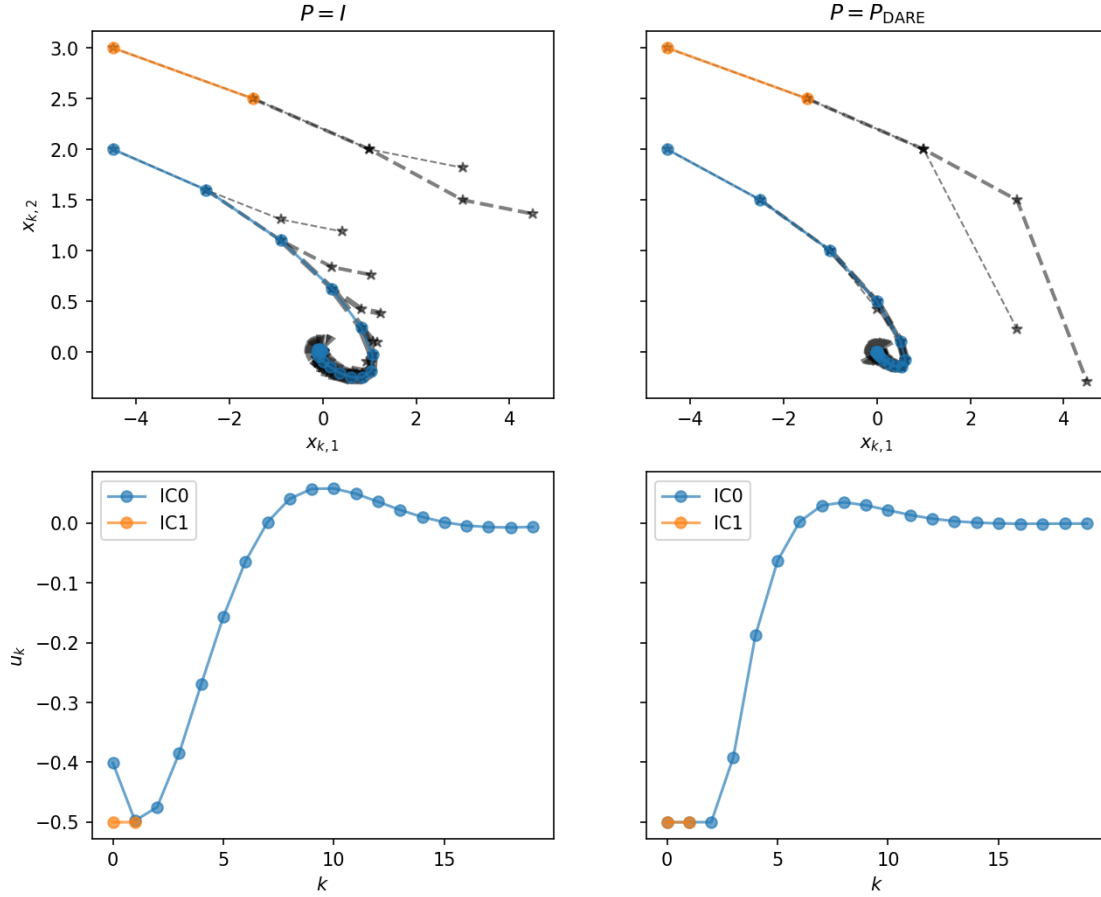 P = I
P = P_DARE
3.0
2.5
2.0
1.5
1.0
0.5
0.0
x_{k,2}
−4 −2 0 2 4
x_{k,1}
−4 −2 0 2 4
x_{k,1}
IC0
IC1
IC0
IC1
0.0
−0.1
−0.2
−0.3
−0.4
−0.5
u_k
0 5 10 15
k
0 5 10 15
k